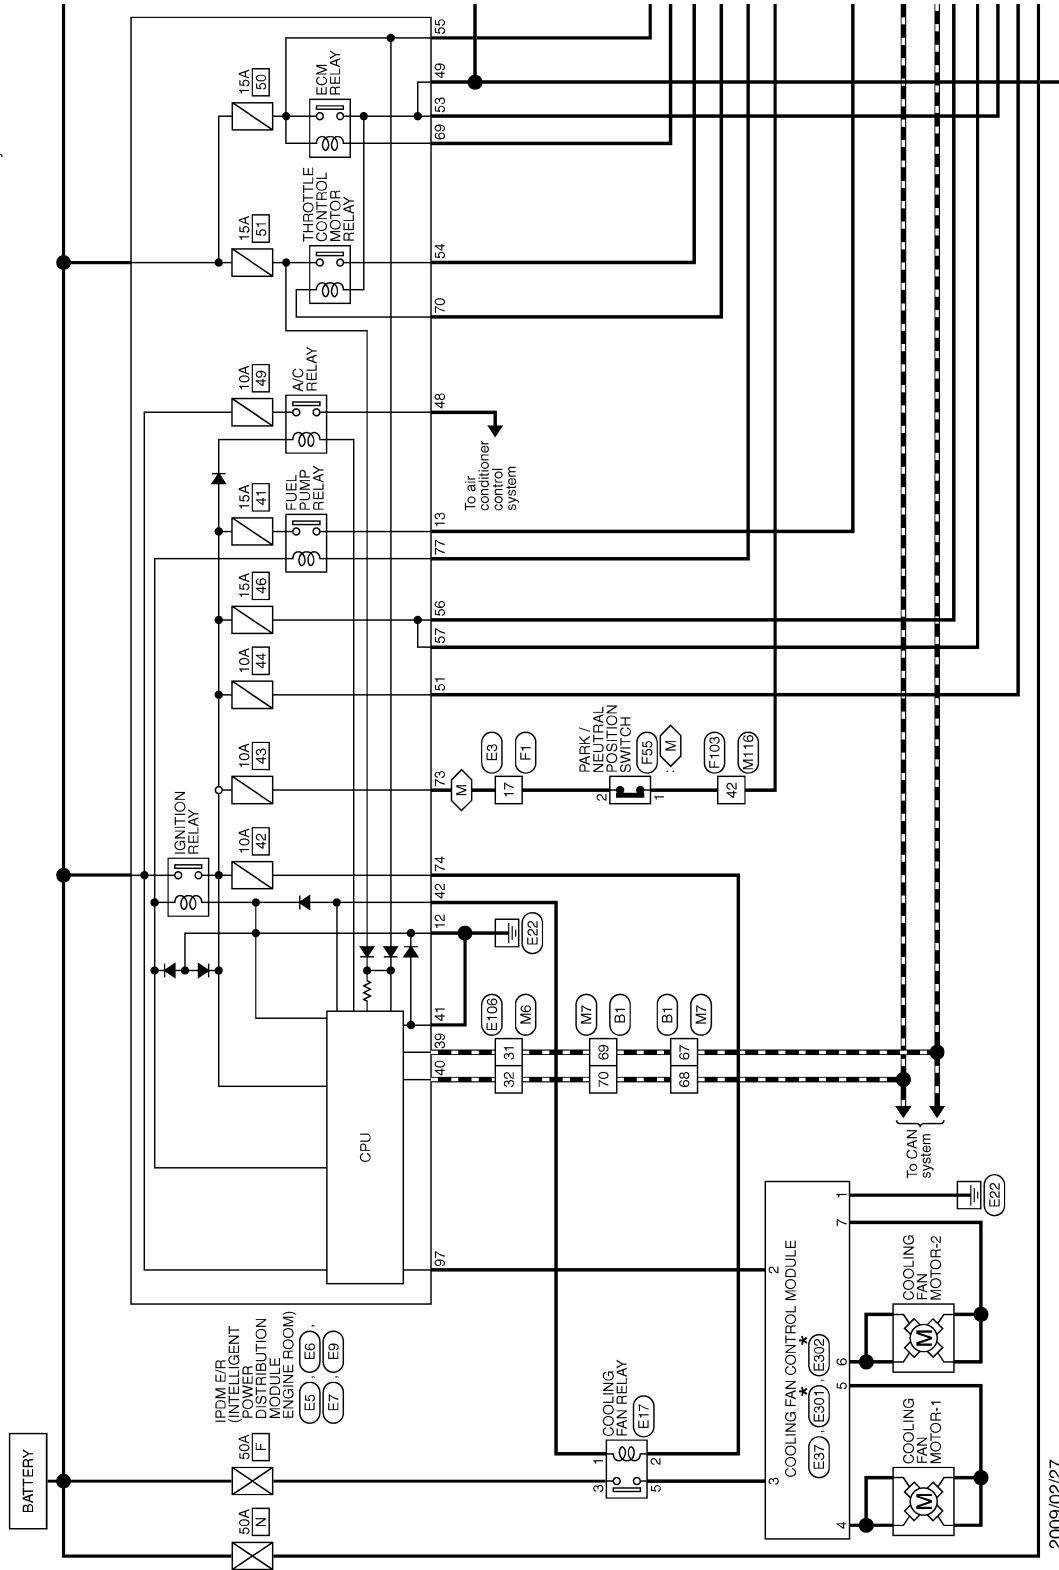 BATTERY
50A
N
50A
F
IPDM E/R
(INTELLIGENT
POWER
DISTRIBUTION
MODULE
ENGINE ROOM)
E5 , E6 ,
E7 , E9
CPU
IGNITION
RELAY
10A
42
10A
43
10A
44
15A
46
15A
41
FUEL
PUMP
RELAY
10A
49
A/C
RELAY
15A
51
THROTTLE
CONTROL
MOTOR
RELAY
15A
50
ECM
RELAY
97
40
39
41
12
42
74
73
51
57
56
77
13
48
70
54
69
53
49
55
To air
conditioner
control
system
M
17
E3
F1
PARK /
NEUTRAL
POSITION
SWITCH
F55
: M
2
1
42
F103
M116
E22
32
31
E106
M6
70
69
M7
B1
68
67
B1
M7
To CAN
system
COOLING
FAN RELAY
E17
3
1
5
2
COOLING FAN CONTROL MODULE
E37 , E301 * , E302 *
3
2
4
5
6
7
1
E22
COOLING
FAN
MOTOR-1
M
COOLING
FAN
MOTOR-2
M
2009/02/27